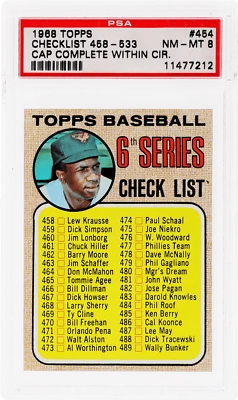 PSA
1968 TOPPS #454
CHECKLIST 458-533 NM-MT 8
CAP COMPLETE WITHIN CIR.
11477212
TOPPS BASEBALL
6th SERIES
CHECK LIST
458 Lew Krausse
459 Dick Simpson
460 Jim Lonborg
461 Chuck Hiller
462 Barry Moore
463 Jim Schaffer
464 Don McMahon
465 Tommie Agee
466 Bill Dillman
467 Dick Howser
468 Larry Sherry
469 Ty Cline
470 Bill Freehan
471 Orlando Pena
472 Walt Alston
473 Al Worthington
474 Paul Schaal
475 Joe Niekro
476 W. Woodward
477 Phillies Team
478 Dave McNally
479 Phil Gagliano
480 Mgr's Dream
481 John Wyatt
482 Jose Pagan
483 Darold Knowles
484 Phil Roof
485 Ken Berry
486 Cal Koonce
487 Lee May
488 Dick Tracewski
489 Wally Bunker